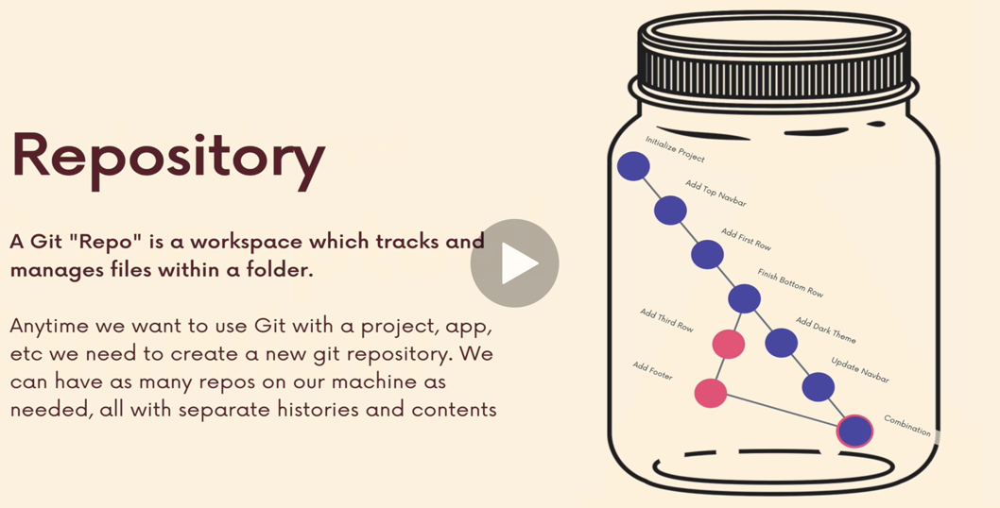 Repository
A Git "Repo" is a workspace which tracks and
manages files within a folder.
Anytime we want to use Git with a project, app,
etc we need to create a new git repository. We
can have as many repos on our machine as
needed, all with separate histories and contents
Initialize Project
Add Top Navbar
Add First Row
Finish Bottom Row
Add Third Row
Add Dark Theme
Add Footer
Update Navbar
Combination